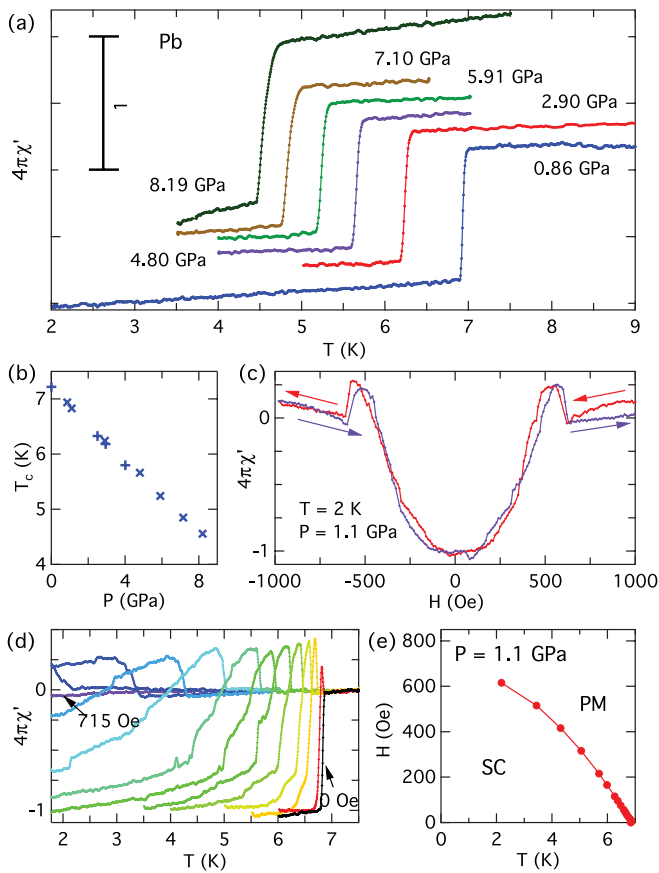 (a)
Pb
1
4πχ'
8.19 GPa
7.10 GPa
5.91 GPa
2.90 GPa
0.86 GPa
4.80 GPa
2 3 4 5 6 7 8 9
T (K)
(b)
7
6
5
4
T_c (K)
0 4 8
P (GPa)
(c)
0
-1
4πχ'
T = 2 K
P = 1.1 GPa
-1000 -500 0 500 1000
H (Oe)
(d)
4πχ'
0
-1
715 Oe
0 Oe
2 3 4 5 6 7
T (K)
(e)
800
600
400
200
0
H (Oe)
P = 1.1 GPa
PM
SC
0 2 4 6
T (K)